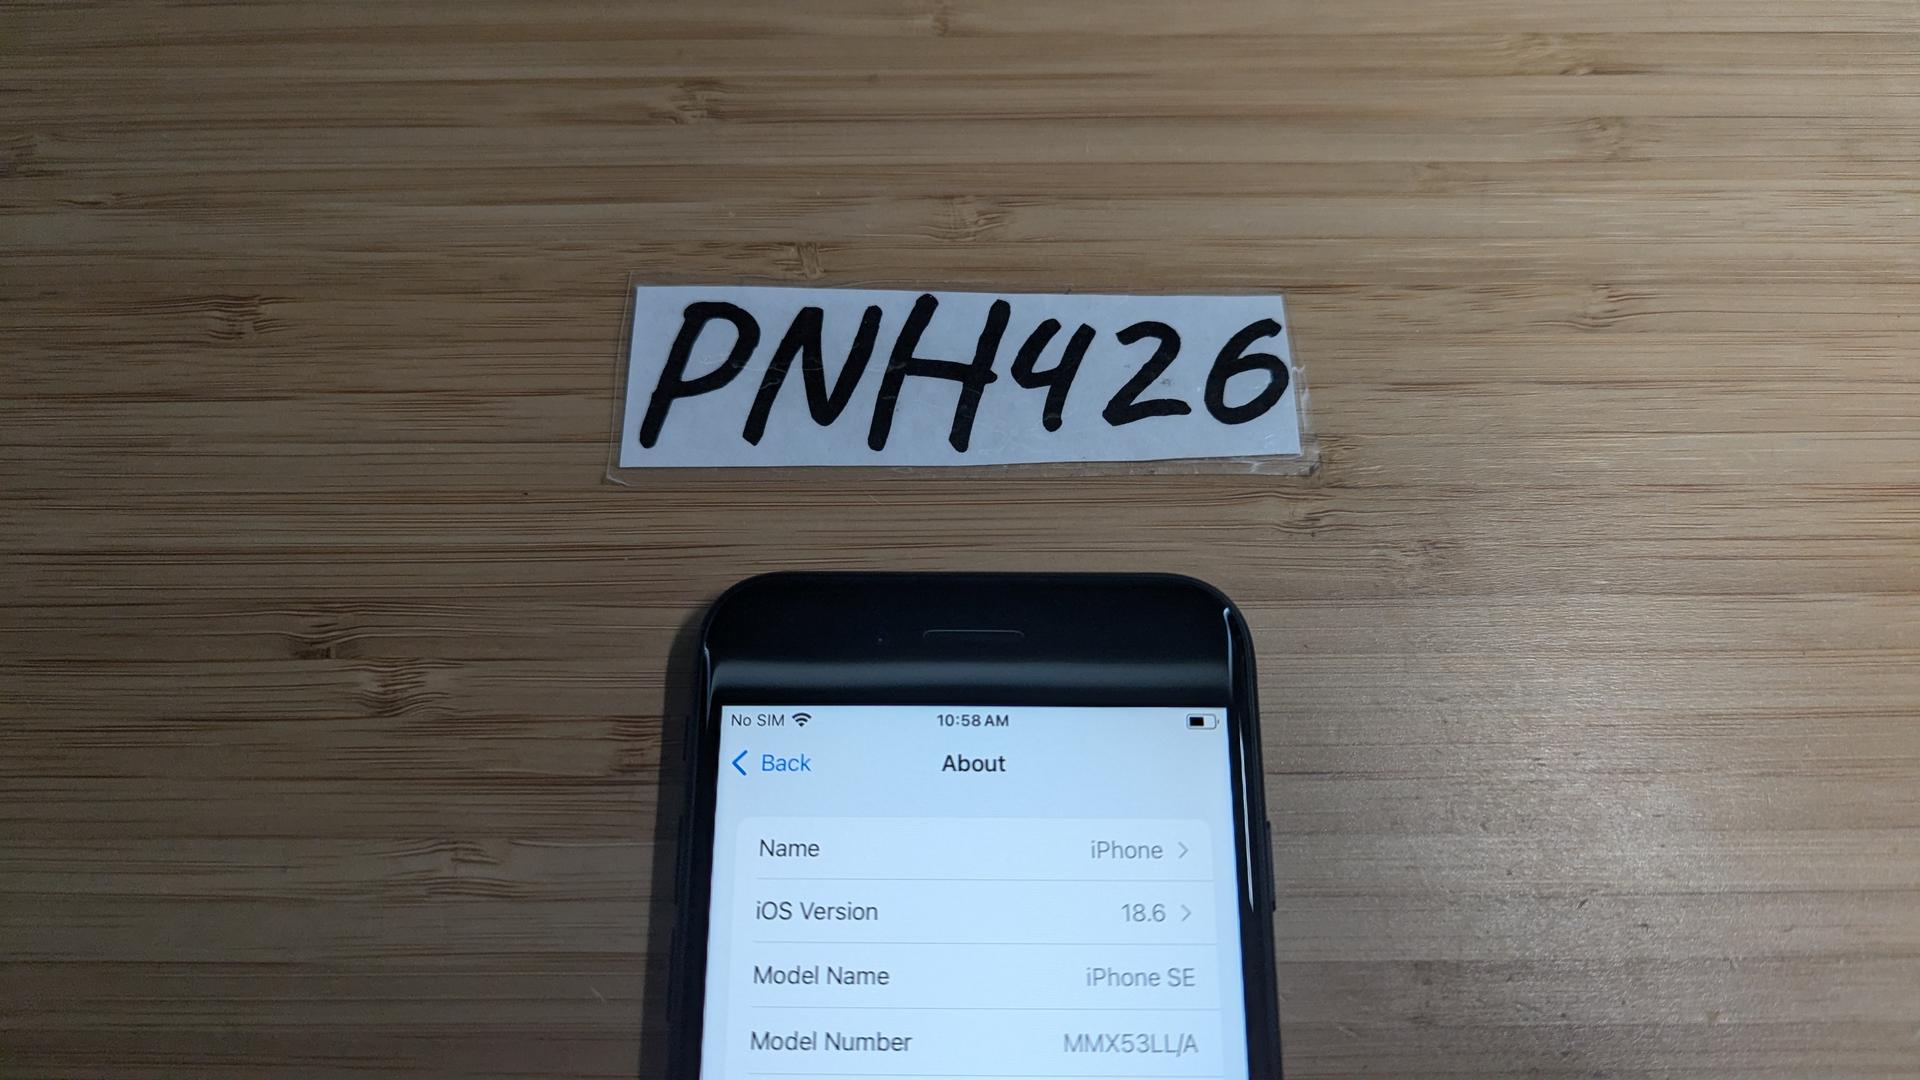 PNH426
No SIM 10:58 AM
Back About
Name iPhone
iOS Version 18.6
Model Name iPhone SE
Model Number MMX53LL/A